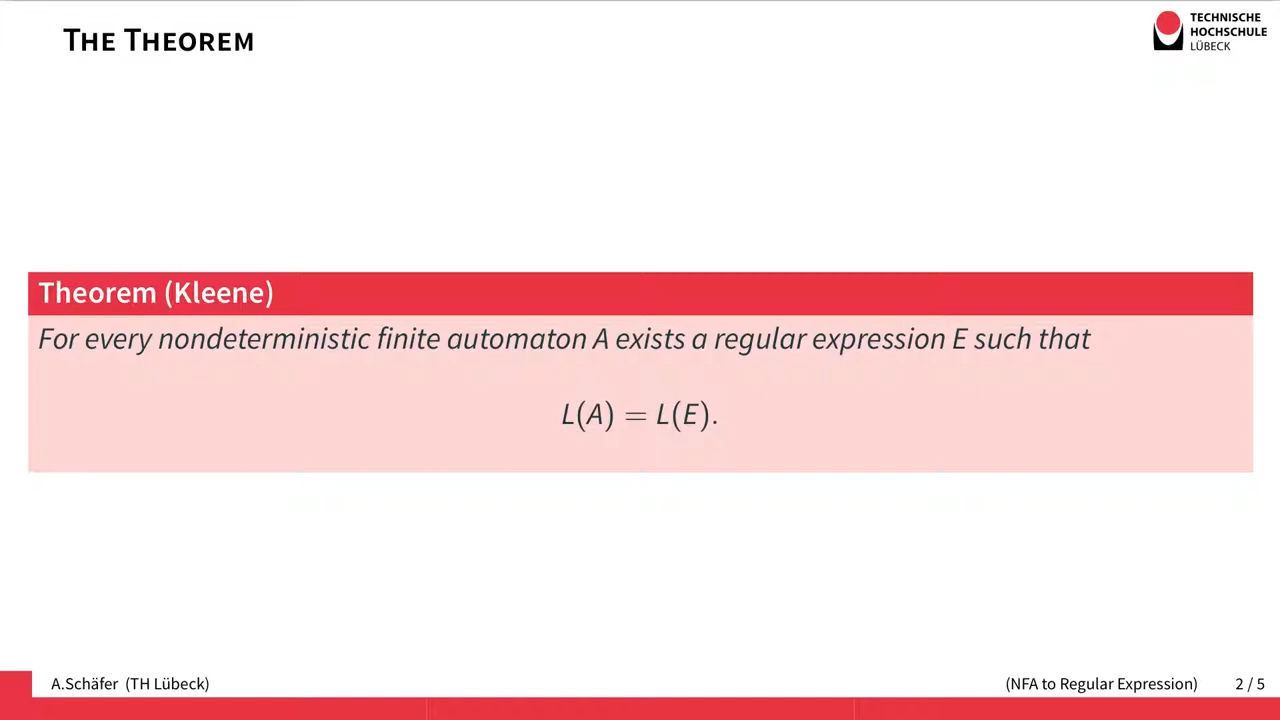 The Theorem
TECHNISCHE
HOCHSCHULE
LÜBECK
Theorem (Kleene)
For every nondeterministic finite automaton A exists a regular expression E such that
L(A) = L(E).
A.Schäfer (TH Lübeck)
(NFA to Regular Expression)
2 / 5